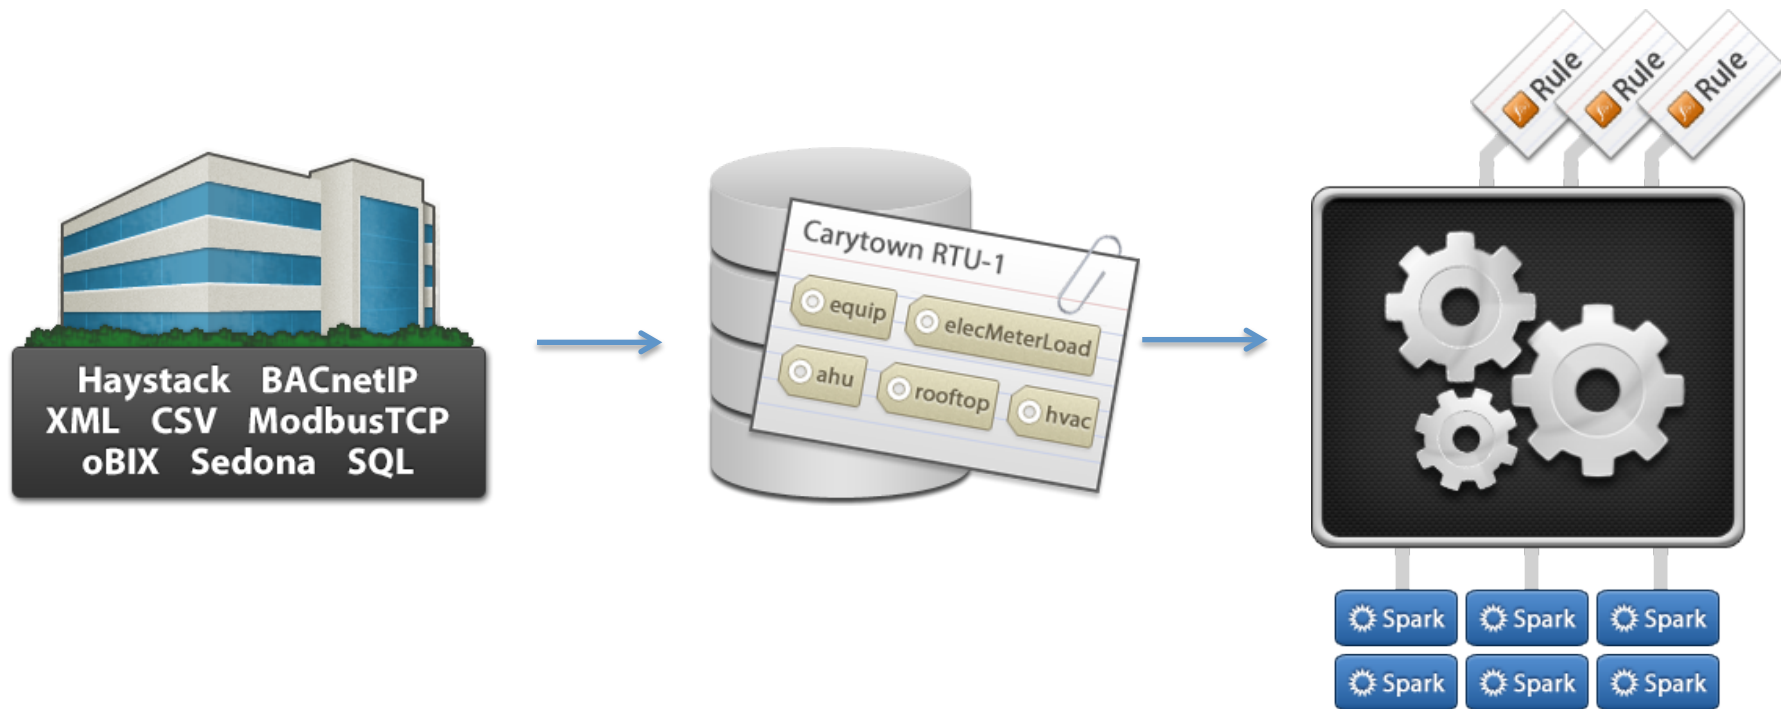 Haystack BACnetIP
XML CSV ModbusTCP
oBIX Sedona SQL
Carytown RTU-1
equip elecMeterLoad
ahu rooftop hvac
Rule Rule Rule
Spark Spark Spark
Spark Spark Spark